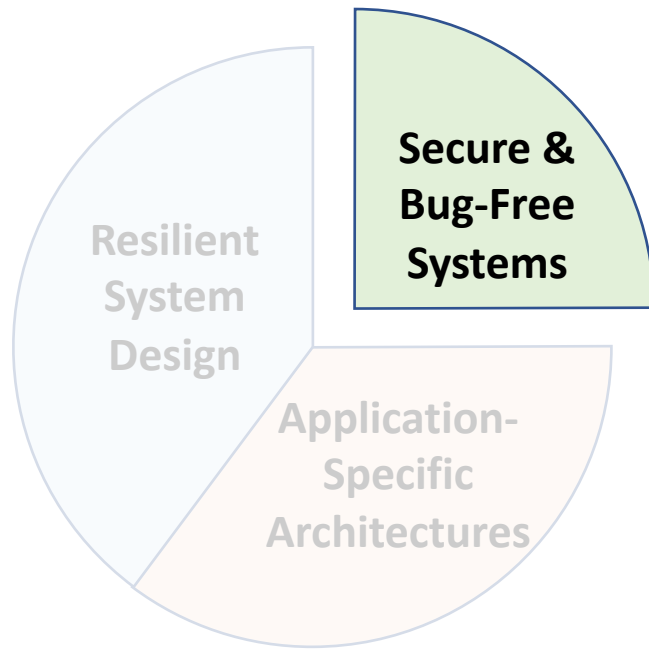 Secure &
Bug-Free
Systems
Resilient
System
Design
Application-
Specific
Architectures